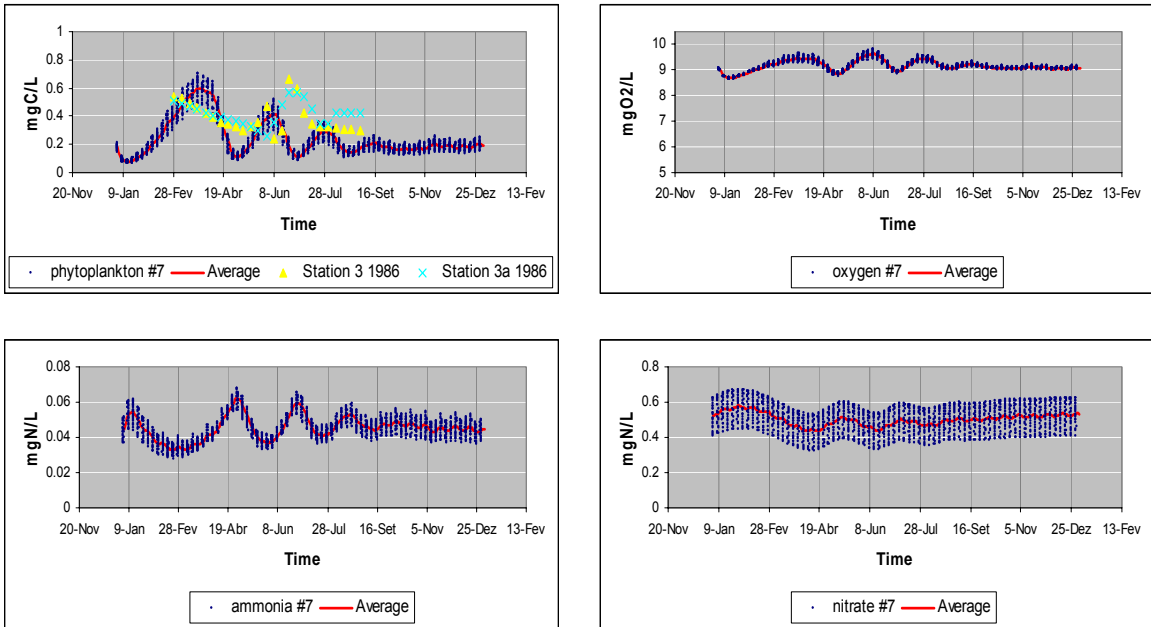 1
0.8
0.6
0.4
0.2
0
mgC/L
20-Nov 9-Jan 28-Fev 19-Abr 8-Jun 28-Jul 16-Set 5-Nov 25-Dez 13-Fev
Time
phytoplankton #7 Average Station 3 1986 Station 3a 1986
10
9
8
7
6
5
mgO2/L
20-Nov 9-Jan 28-Fev 19-Abr 8-Jun 28-Jul 16-Set 5-Nov 25-Dez 13-Fev
Time
oxygen #7 Average
0.08
0.06
0.04
0.02
0
mgN/L
20-Nov 9-Jan 28-Fev 19-Abr 8-Jun 28-Jul 16-Set 5-Nov 25-Dez 13-Fev
Time
ammonia #7 Average
0.8
0.6
0.4
0.2
0
mgN/L
20-Nov 9-Jan 28-Fev 19-Abr 8-Jun 28-Jul 16-Set 5-Nov 25-Dez 13-Fev
Time
nitrate #7 Average